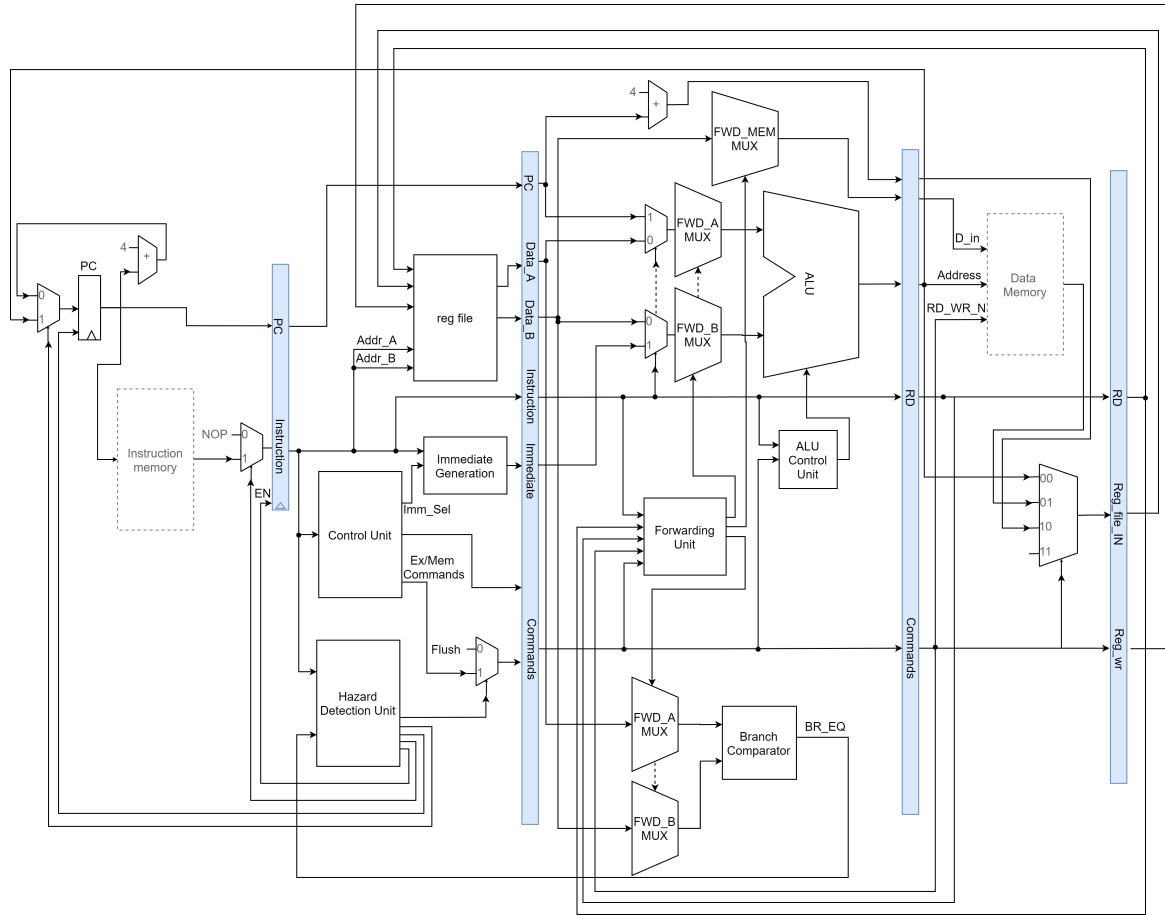 4
+
FWD_MEM
MUX
PC
FWD_A
MUX
1
0
4
+
PC
Data_A
D_in
Data
Memory
ALU
Address
RD_WR_N
0
1
reg file
Data_B
0
1
FWD_B
MUX
PC
Addr_A
Addr_B
Instruction
RD
RD
Instruction
memory
NOP
0
1
Instruction
EN
Immediate
Generation
Immediate
ALU
Control
Unit
Imm_Sel
Control Unit
Forwarding
Unit
00
01
10
11
Reg_file_IN
Ex/Mem
Commands
Flush
0
1
Commands
Commands
Reg_wr
Hazard
Detection Unit
FWD_A
MUX
Branch
Comparator
BR_EQ
FWD_B
MUX